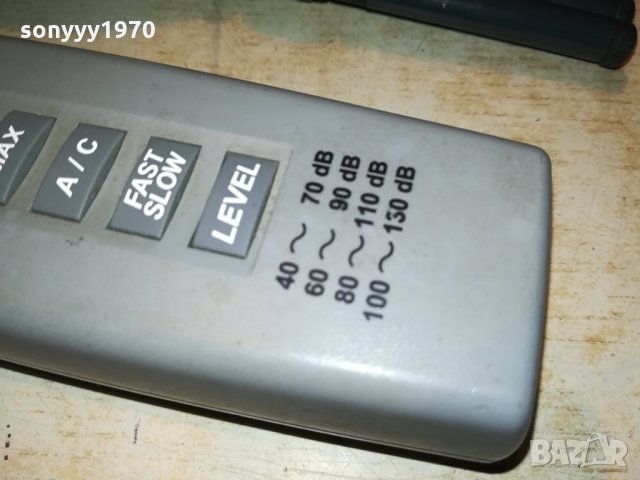 sonyyy1970
MAX
A / C
FAST
SLOW
LEVEL
40 ~ 70 dB
60 ~ 90 dB
80 ~ 110 dB
100 ~ 130 dB
BAZAR